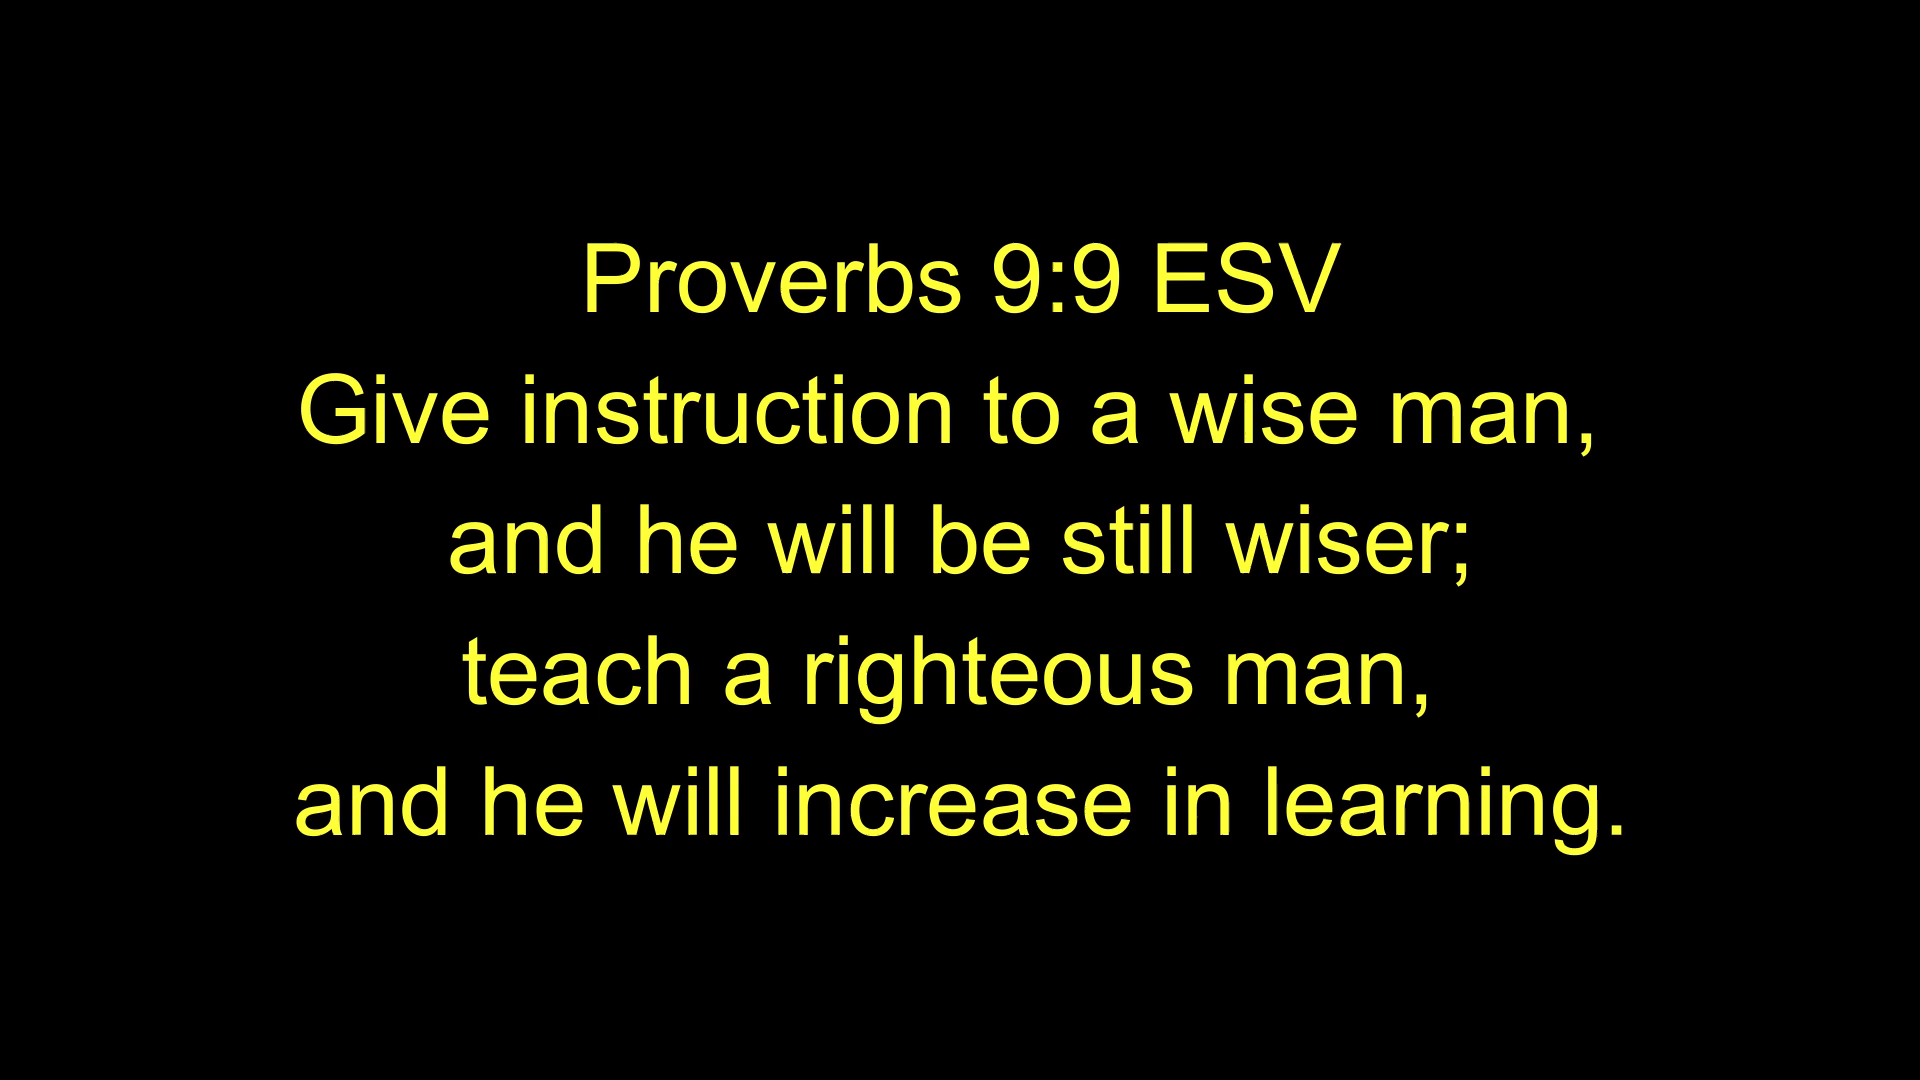 Proverbs 9:9 ESV
Give instruction to a wise man,
and he will be still wiser;
teach a righteous man,
and he will increase in learning.